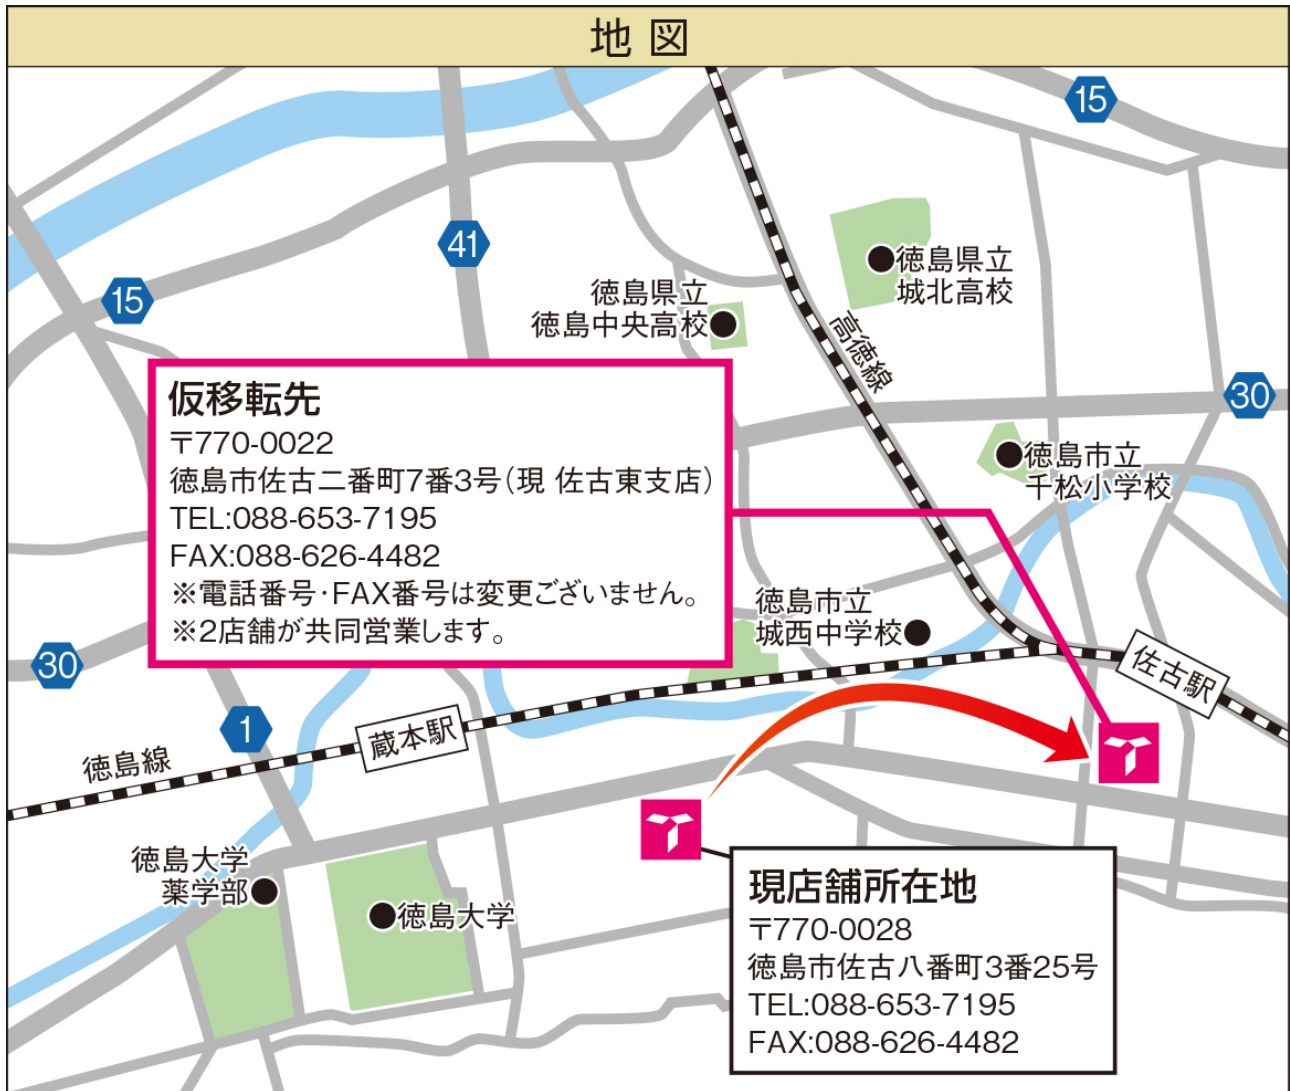 地図
15
41
15
徳島県立
城北高校
徳島県立
徳島中央高校
高徳線
30
仮移転先
〒770-0022
徳島市佐古二番町7番3号(現 佐古東支店)
TEL:088-653-7195
FAX:088-626-4482
※電話番号・FAX番号は変更ございません。
※2店舗が共同営業します。
徳島市立
千松小学校
徳島市立
城西中学校
30
佐古駅
1
蔵本駅
徳島線
徳島大学
薬学部
徳島大学
現店舗所在地
〒770-0028
徳島市佐古八番町3番25号
TEL:088-653-7195
FAX:088-626-4482